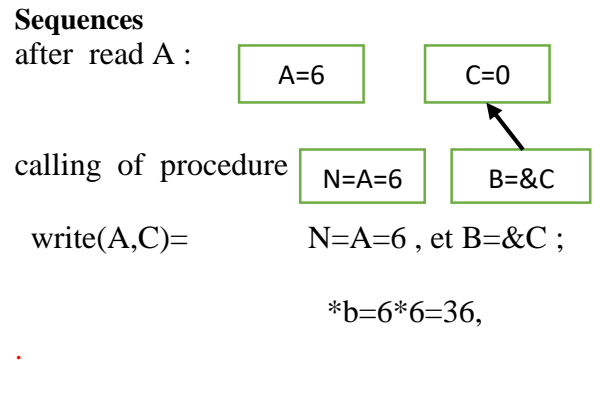 Sequences
after read A : A=6 C=0
calling of procedure N=A=6 B=&C
write(A,C)= N=A=6 , et B=&C ;
*b=6*6=36,
.